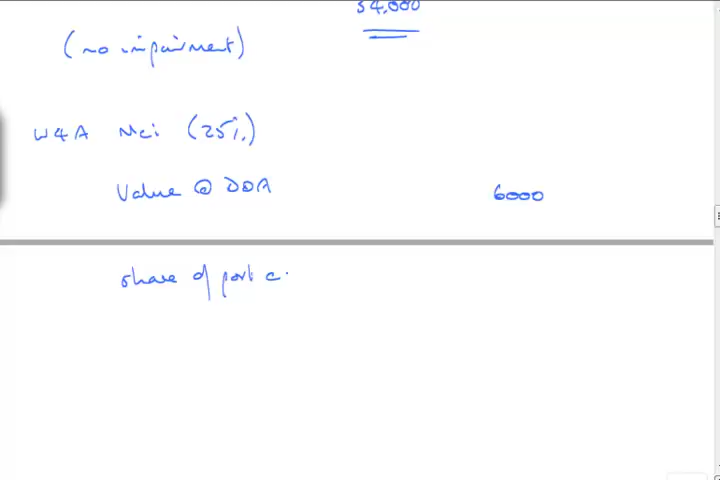 34,000
(no impairment)
W4A Nci (25%)
Value @ DOA 6000
share of post a.